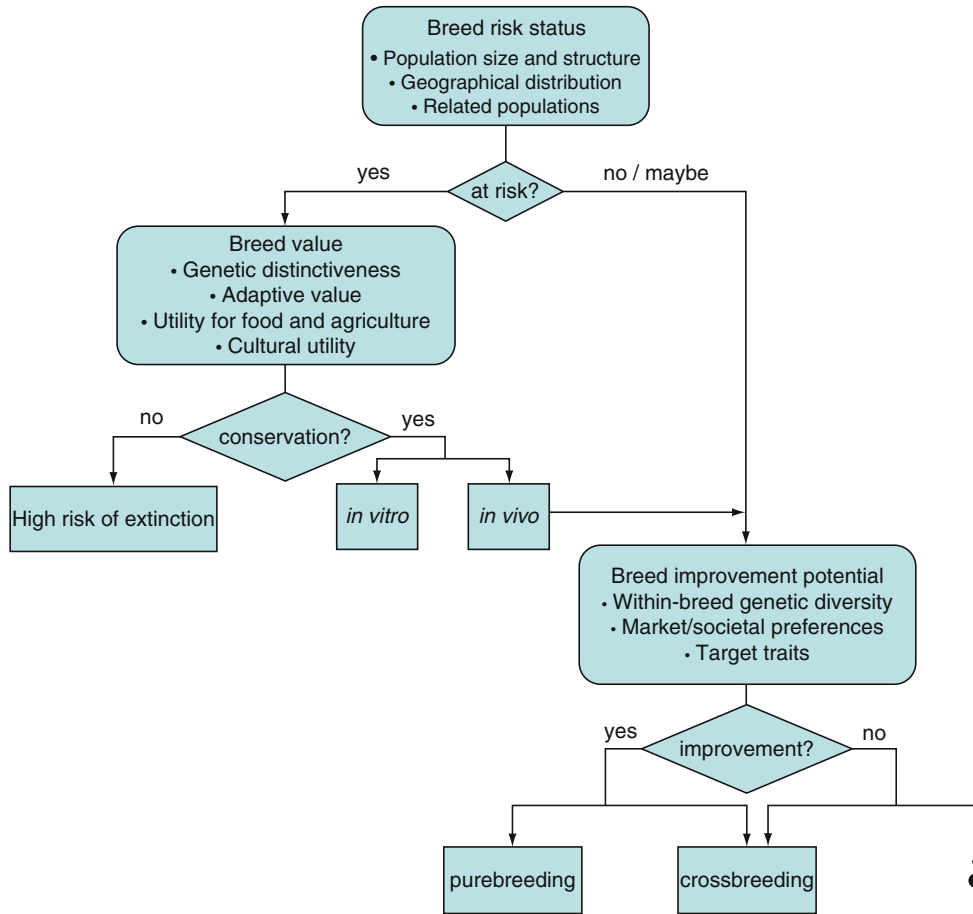 Breed risk status
• Population size and structure
• Geographical distribution
• Related populations
yes
at risk?
no / maybe
Breed value
• Genetic distinctiveness
• Adaptive value
• Utility for food and agriculture
• Cultural utility
no
conservation?
yes
High risk of extinction
in vitro
in vivo
Breed improvement potential
• Within-breed genetic diversity
• Market/societal preferences
• Target traits
yes
improvement?
no
purebreeding
crossbreeding